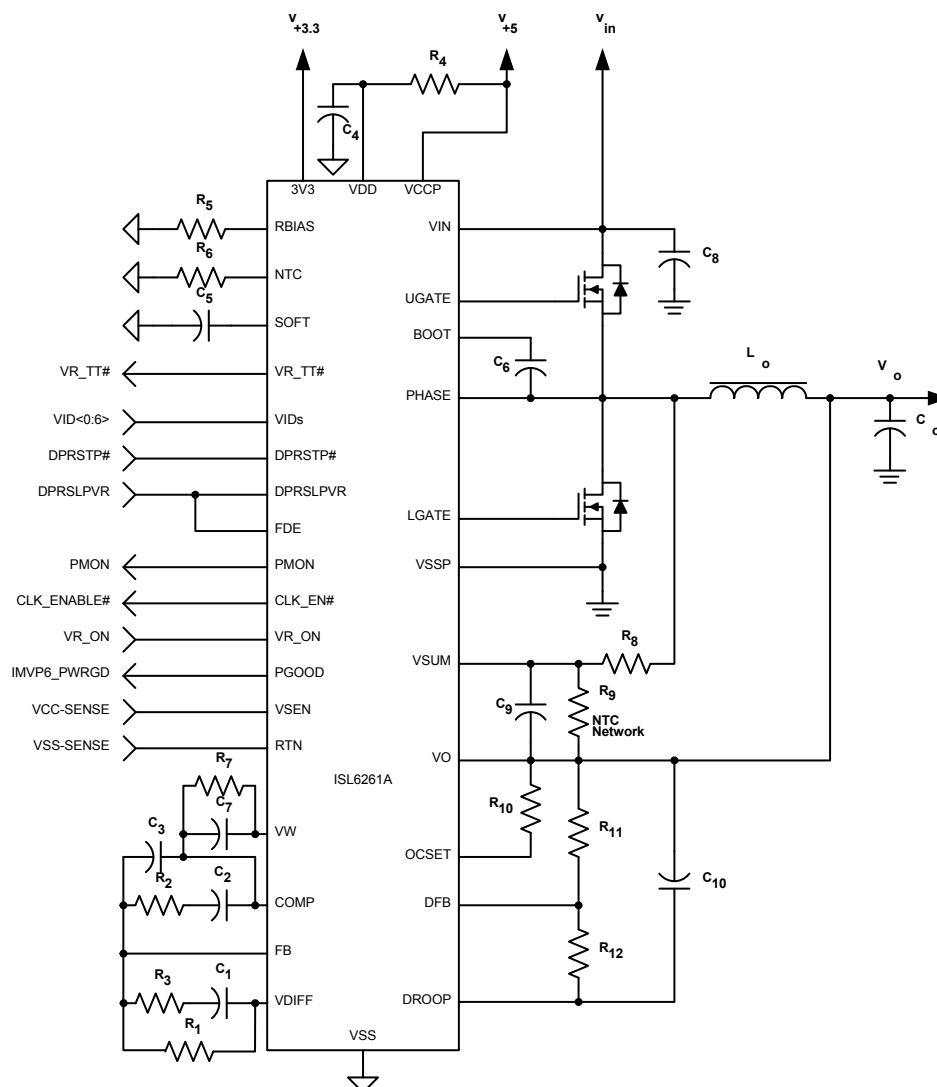 V+3.3
V+5
Vin
R4
C4
3V3
VDD
VCCP
R5
RBIAS
VIN
C8
R6
NTC
C5
UGATE
SOFT
BOOT
C6
Lo
Vo
VR_TT#
VR_TT#
PHASE
Co
VID<0:6>
VIDs
DPRSTP#
DPRSTP#
DPRSLPVR
DPRSLPVR
LGATE
FDE
PMON
PMON
VSSP
CLK_ENABLE#
CLK_EN#
VR_ON
VR_ON
R8
VSUM
IMVP6_PWRGD
PGOOD
R9
NTC
Network
C9
VCC-SENSE
VSEN
VSS-SENSE
RTN
VO
R7
ISL6261A
R10
C7
C3
VW
R11
R2
C2
OCSET
C10
COMP
DFB
FB
R12
R3
C1
VDIFF
DROOP
R1
VSS